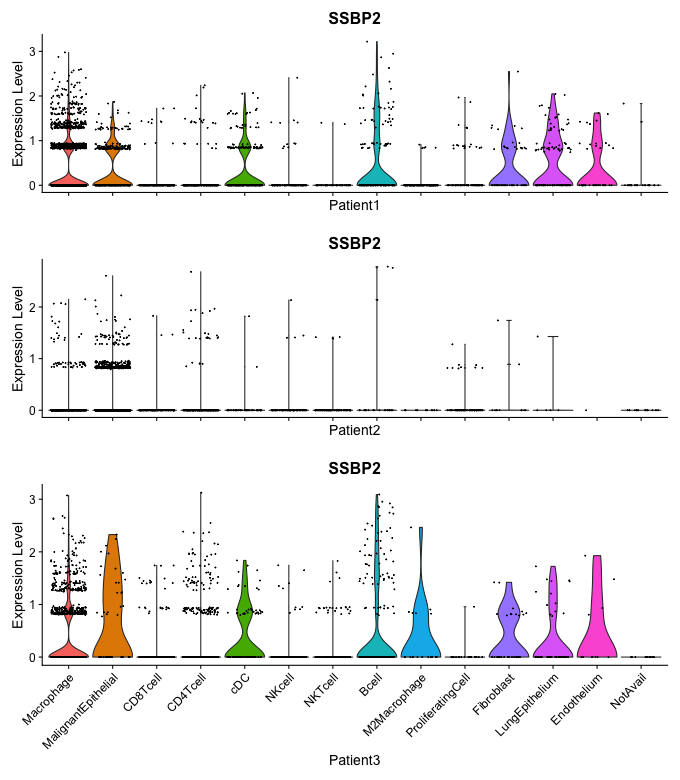 SSBP2
Expression Level
3
2
1
0
Patient1
SSBP2
Expression Level
2
1
0
Patient2
SSBP2
Expression Level
3
2
1
0
Macrophage
MalignantEpithelial
CD8Tcell
CD4Tcell
cDC
NKcell
NKTcell
Bcell
M2Macrophage
ProliferatingCell
Fibroblast
LungEpithelium
Endothelium
NotAvail
Patient3